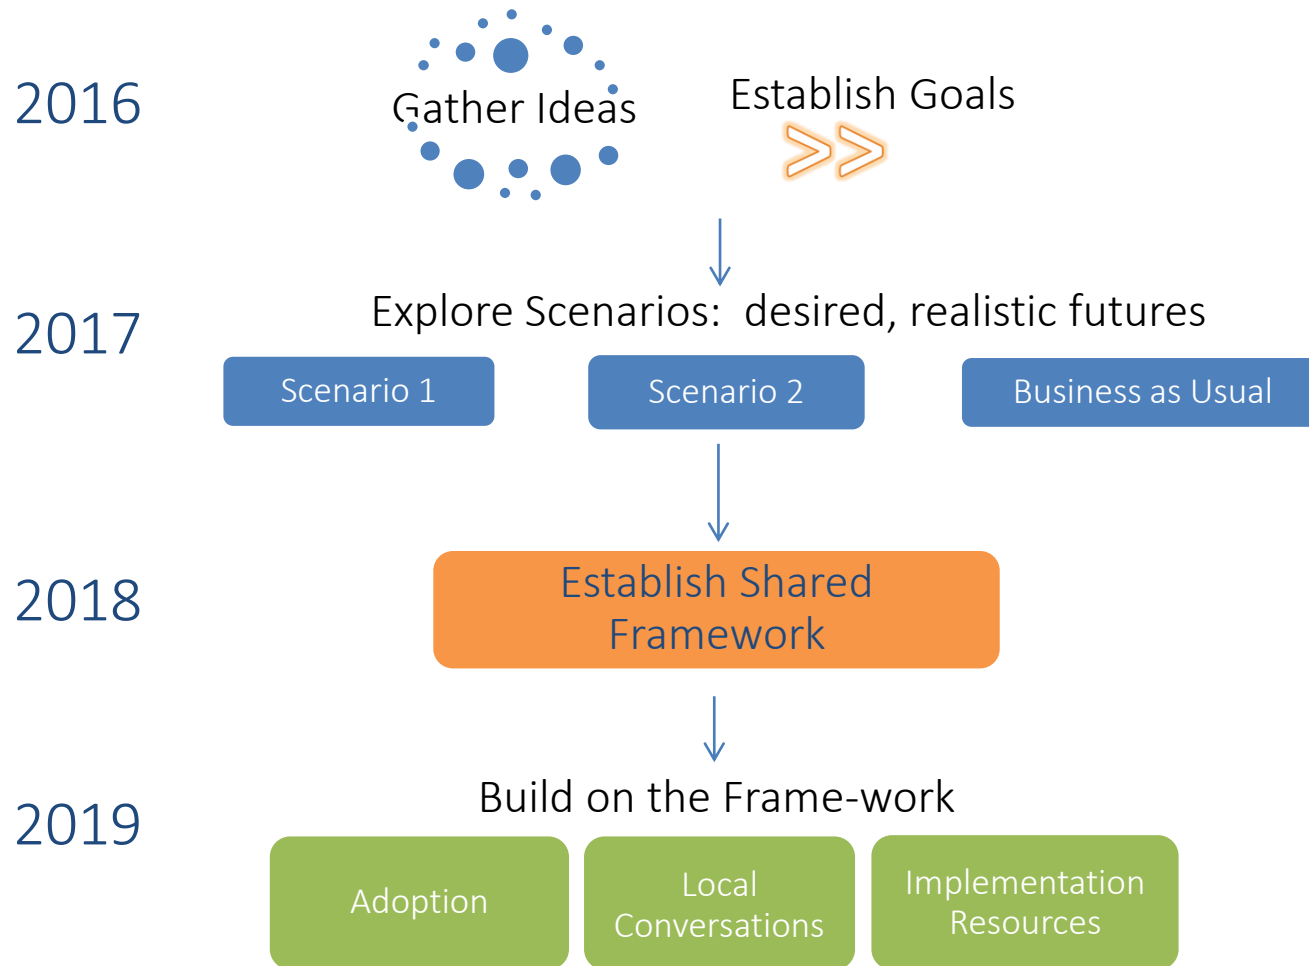 2016
Gather Ideas
Establish Goals
2017
Explore Scenarios:  desired, realistic futures
Scenario 1
Scenario 2
Business as Usual
2018
Establish Shared
Framework
2019
Build on the Frame-work
Adoption
Local
Conversations
Implementation
Resources